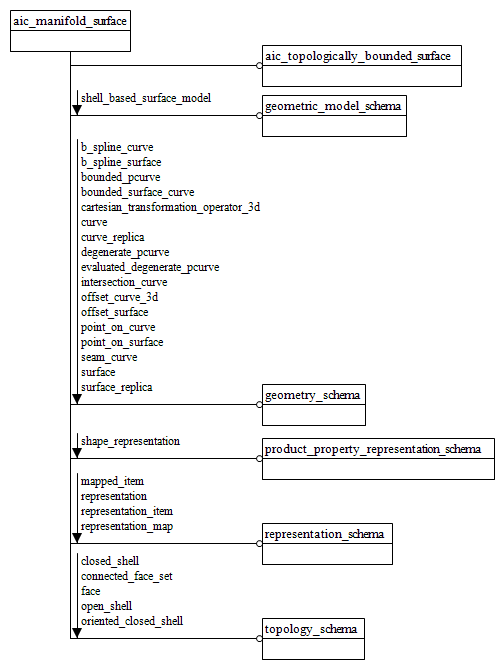 aic_manifold_surface
aic_topologically_bounded_surface
shell_based_surface_model
geometric_model_schema
b_spline_curve
b_spline_surface
bounded_pcurve
bounded_surface_curve
cartesian_transformation_operator_3d
curve
curve_replica
degenerate_pcurve
evaluated_degenerate_pcurve
intersection_curve
offset_curve_3d
offset_surface
point_on_curve
point_on_surface
seam_curve
surface
surface_replica
geometry_schema
shape_representation
product_property_representation_schema
mapped_item
representation
representation_item
representation_map
representation_schema
closed_shell
connected_face_set
face
open_shell
oriented_closed_shell
topology_schema